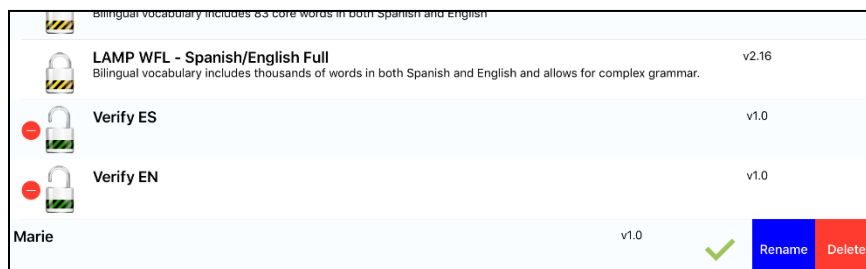 Bilingual vocabulary includes 83 core words in both Spanish and English
LAMP WFL - Spanish/English Full
v2.16
Bilingual vocabulary includes thousands of words in both Spanish and English and allows for complex grammar.
Verify ES
v1.0
Verify EN
v1.0
Marie
v1.0
Rename
Delete